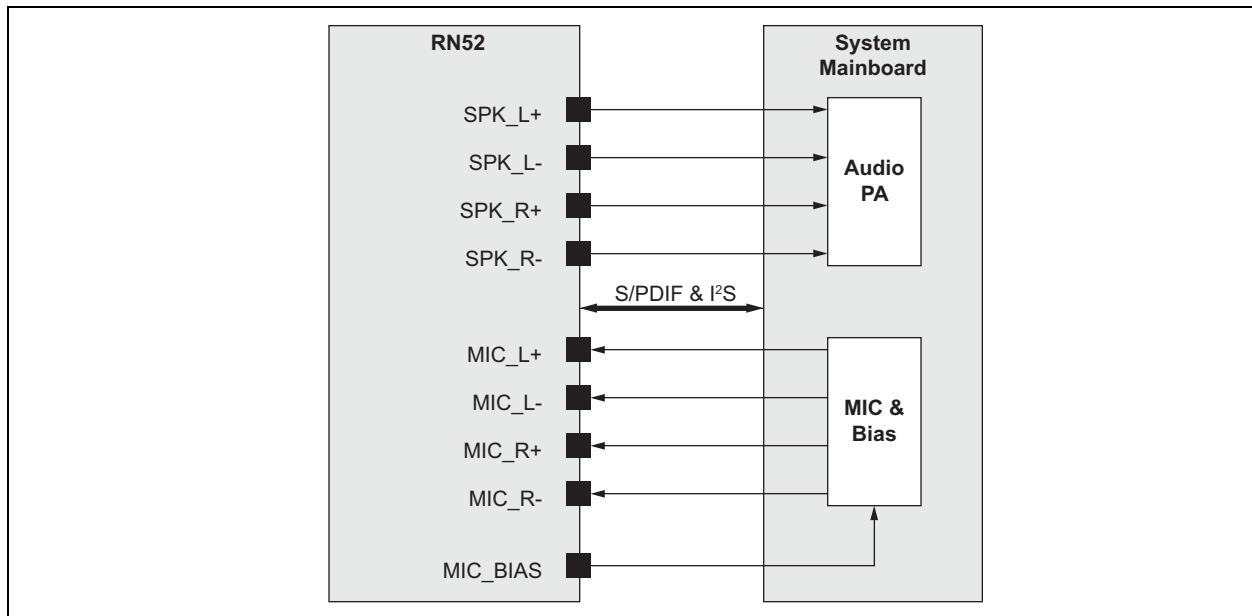 RN52
System
Mainboard
SPK_L+
SPK_L-
SPK_R+
SPK_R-
Audio
PA
S/PDIF & I²S
MIC_L+
MIC_L-
MIC_R+
MIC_R-
MIC &
Bias
MIC_BIAS